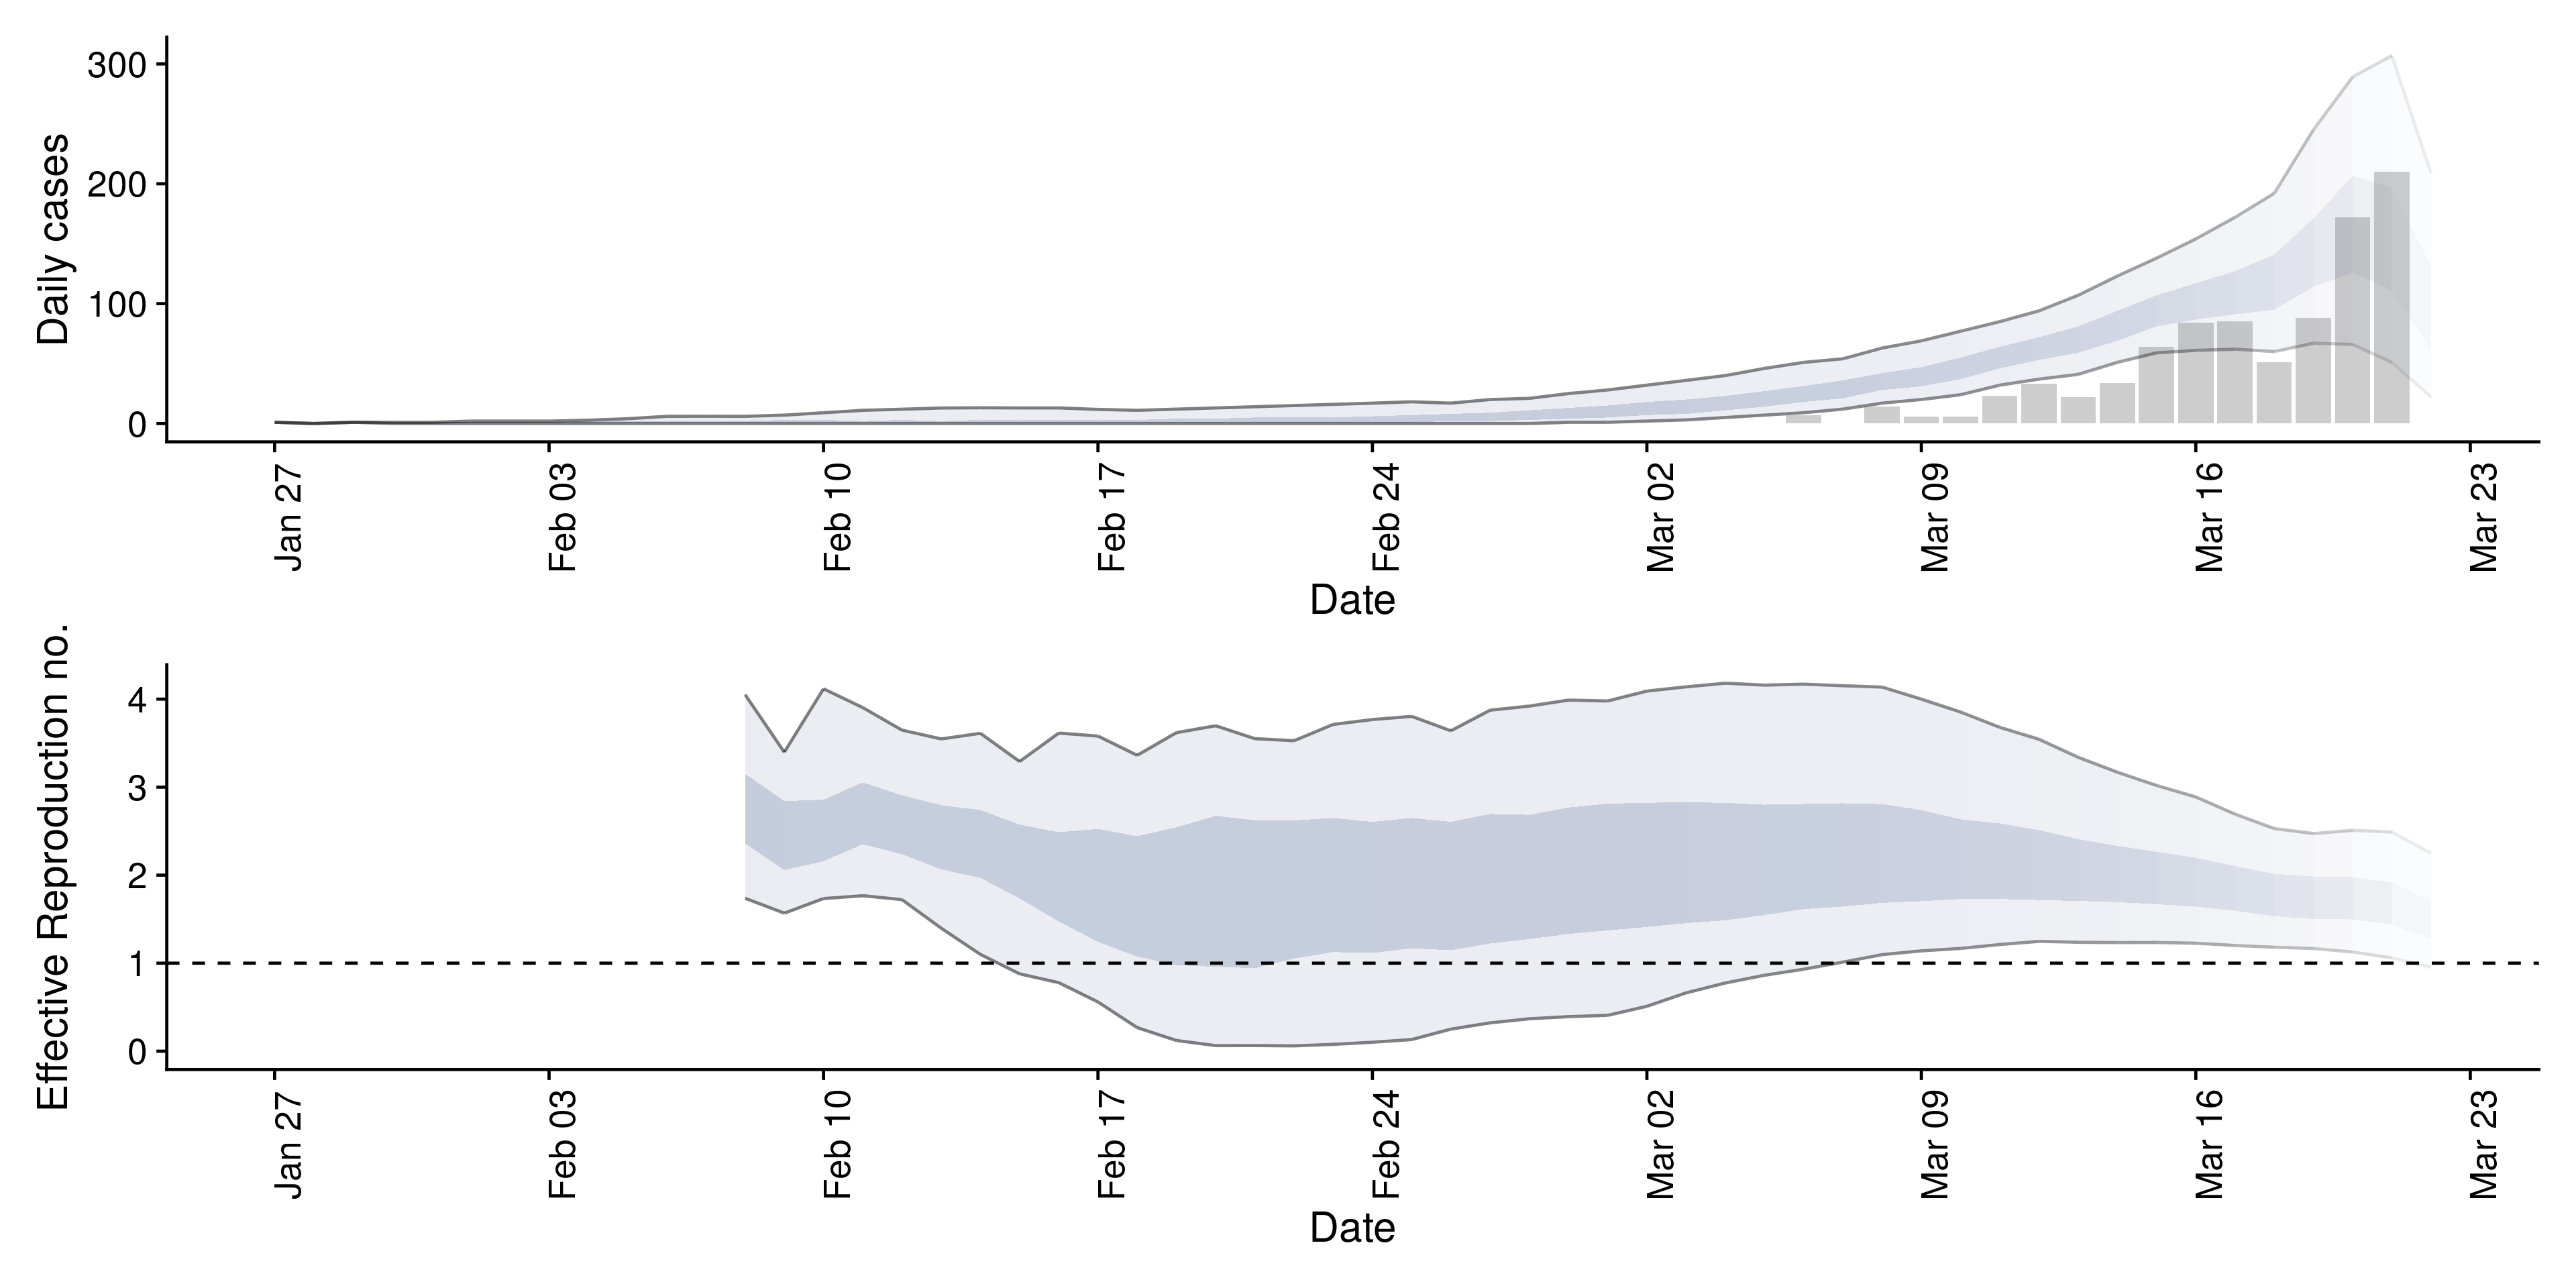 Daily cases
300
200
100
0
Jan 27
Feb 03
Feb 10
Feb 17
Feb 24
Mar 02
Mar 09
Mar 16
Mar 23
Date
Effective Reproduction no.
4
3
2
1
0
Jan 27
Feb 03
Feb 10
Feb 17
Feb 24
Mar 02
Mar 09
Mar 16
Mar 23
Date